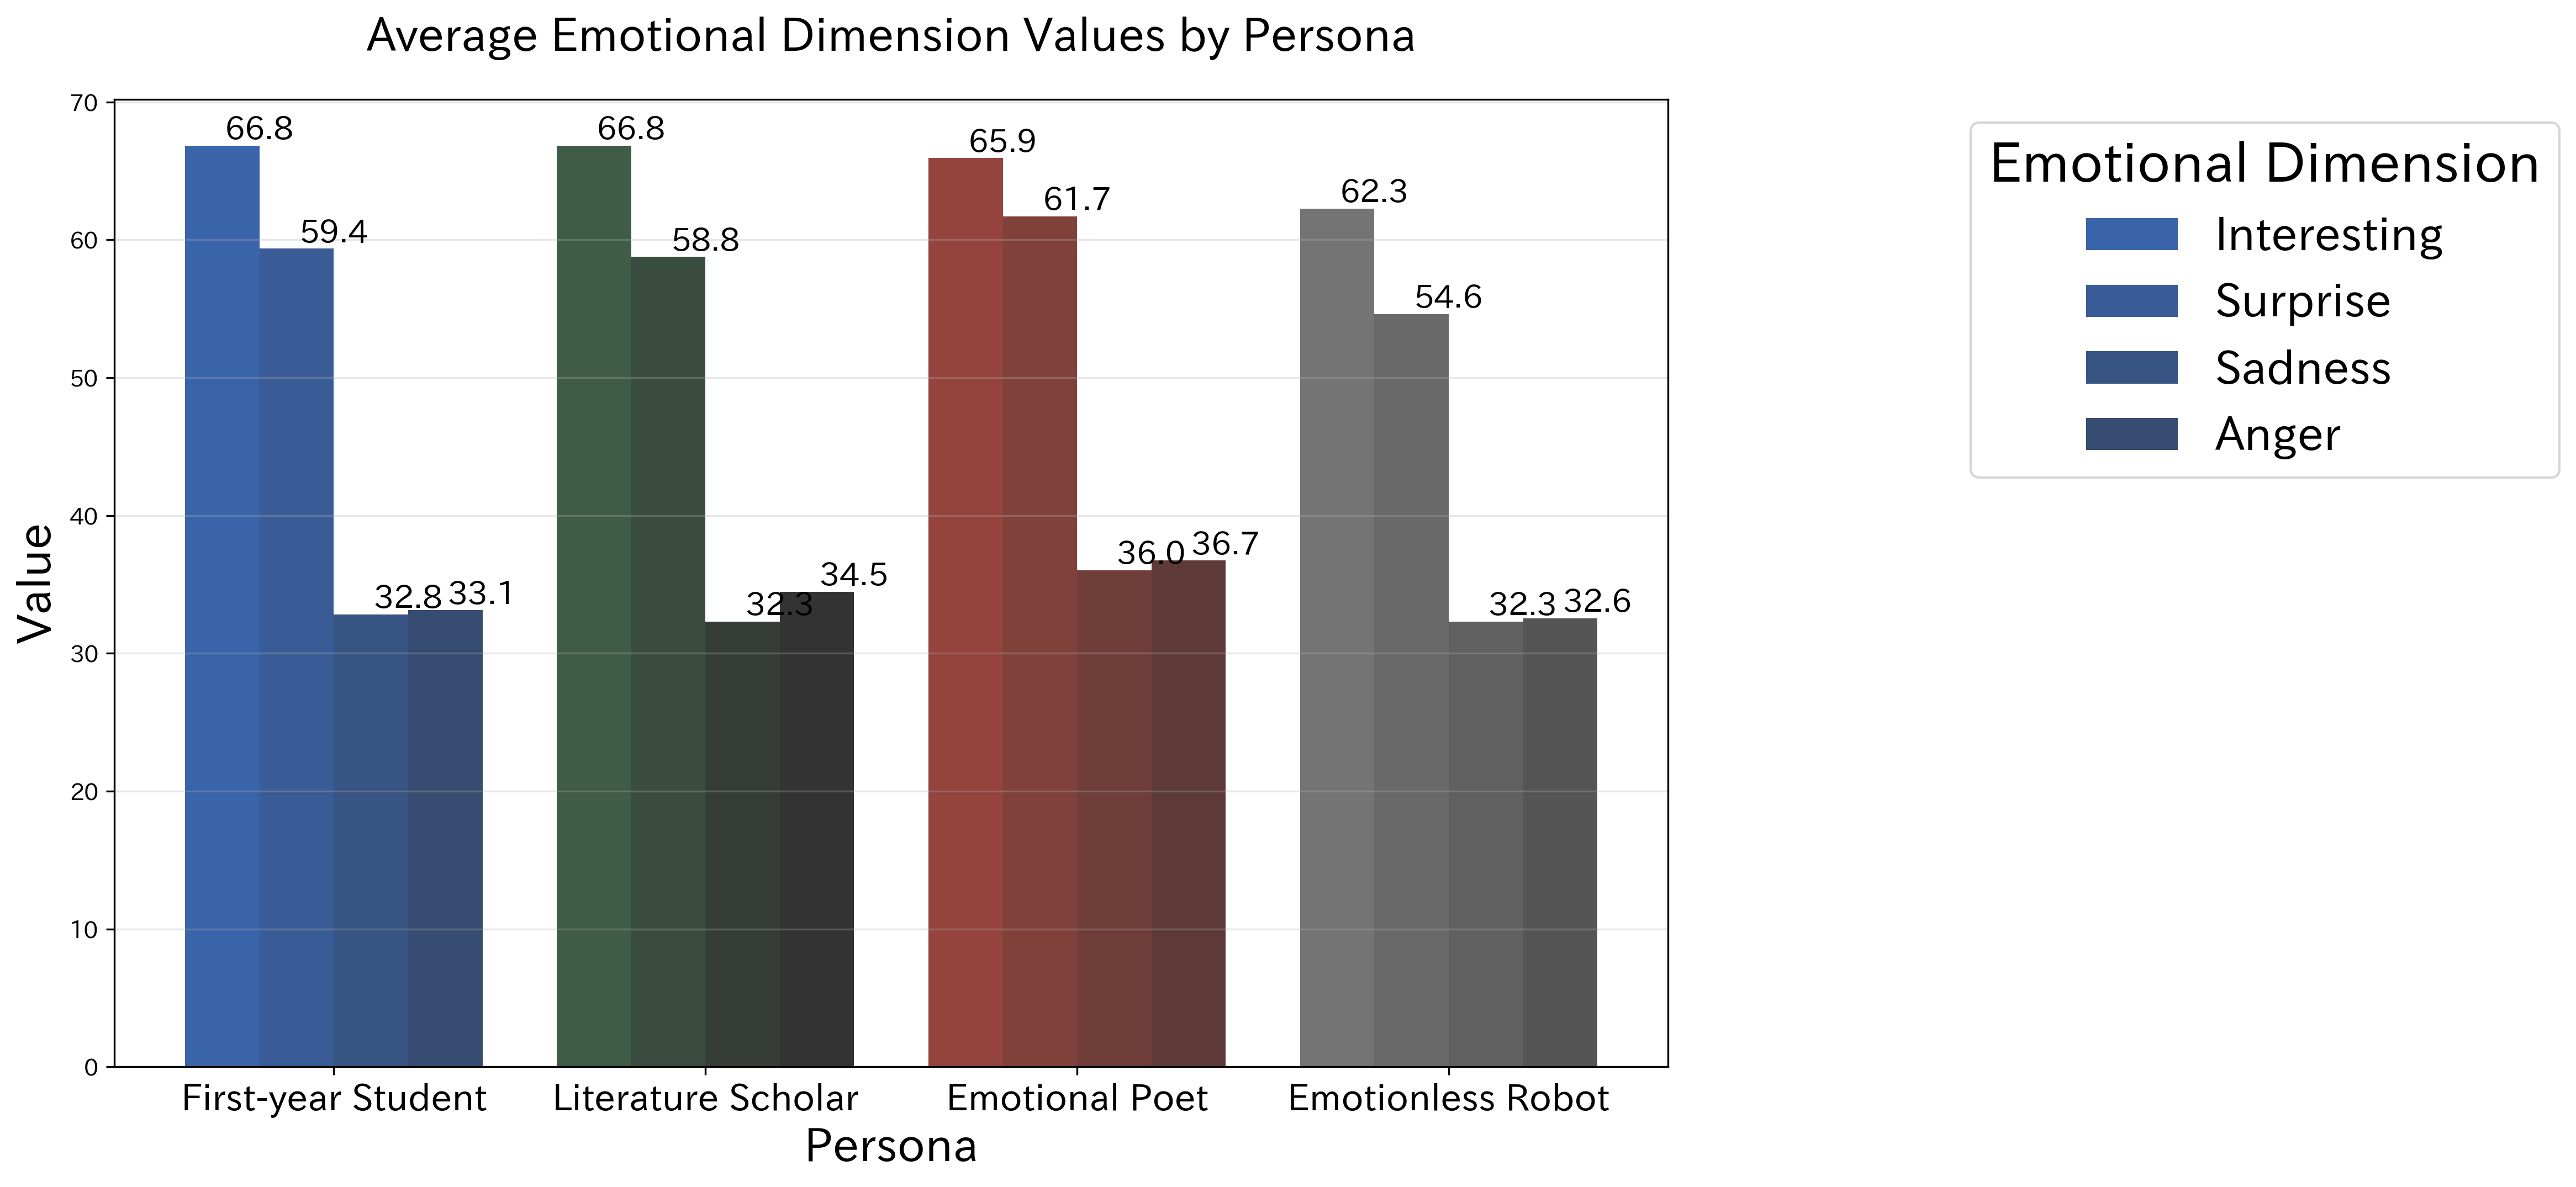 Average Emotional Dimension Values by Persona
Value
70
60
50
40
30
20
10
0
66.8
59.4
32.8
33.1
66.8
58.8
32.3
34.5
65.9
61.7
36.0
36.7
62.3
54.6
32.3
32.6
First-year Student
Literature Scholar
Emotional Poet
Emotionless Robot
Persona
Emotional Dimension
Interesting
Surprise
Sadness
Anger